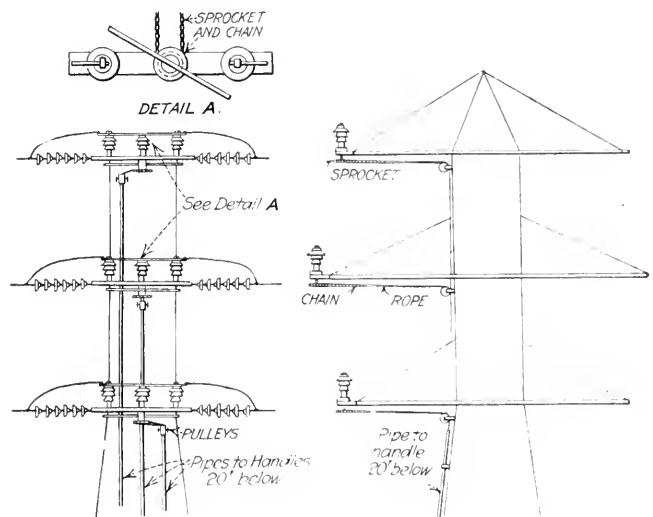 SPROCKET
AND CHAIN
DETAIL A.
See Detail A
PULLEYS
Pipes to Handles
20' below
SPROCKET
CHAIN
ROPE
Pipe to
handle
20' below